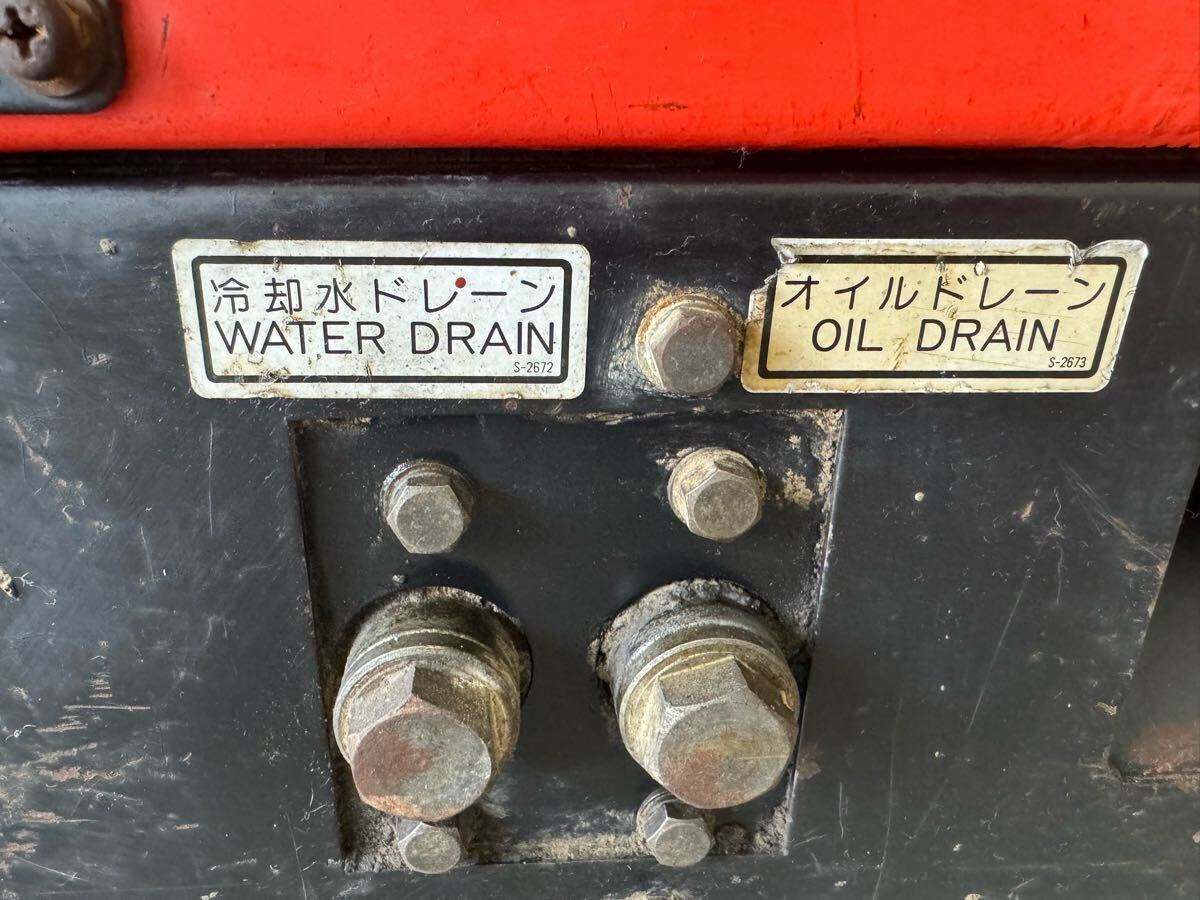 冷却水ドレーン
WATER DRAIN
S-2672
オイルドレーン
OIL DRAIN
S-2673